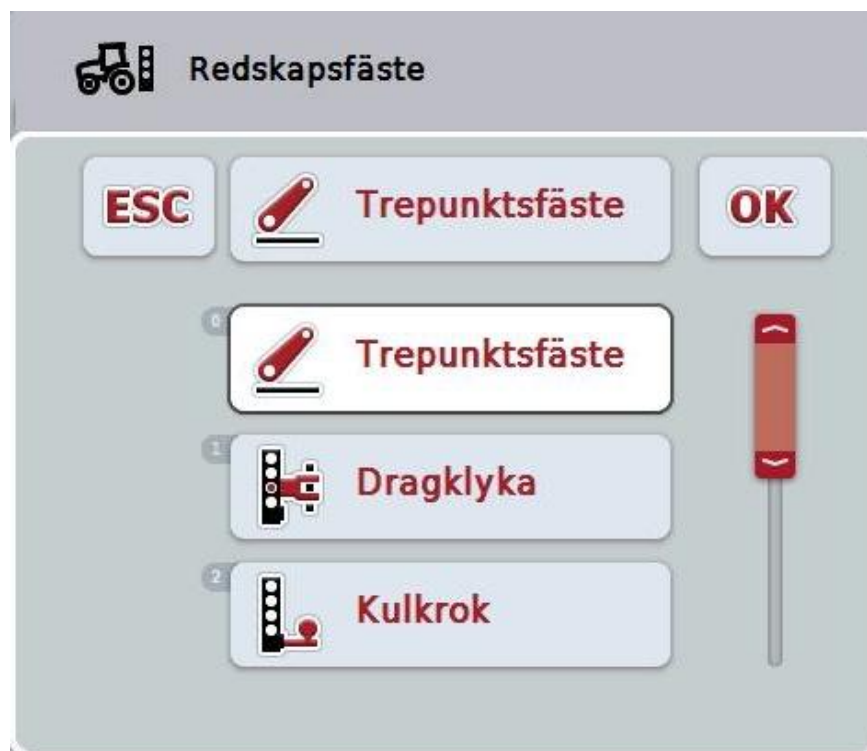 Redskapsfäste
ESC
Trepunktsfäste
OK
0
Trepunktsfäste
1
Dragklyka
2
Kulkrok